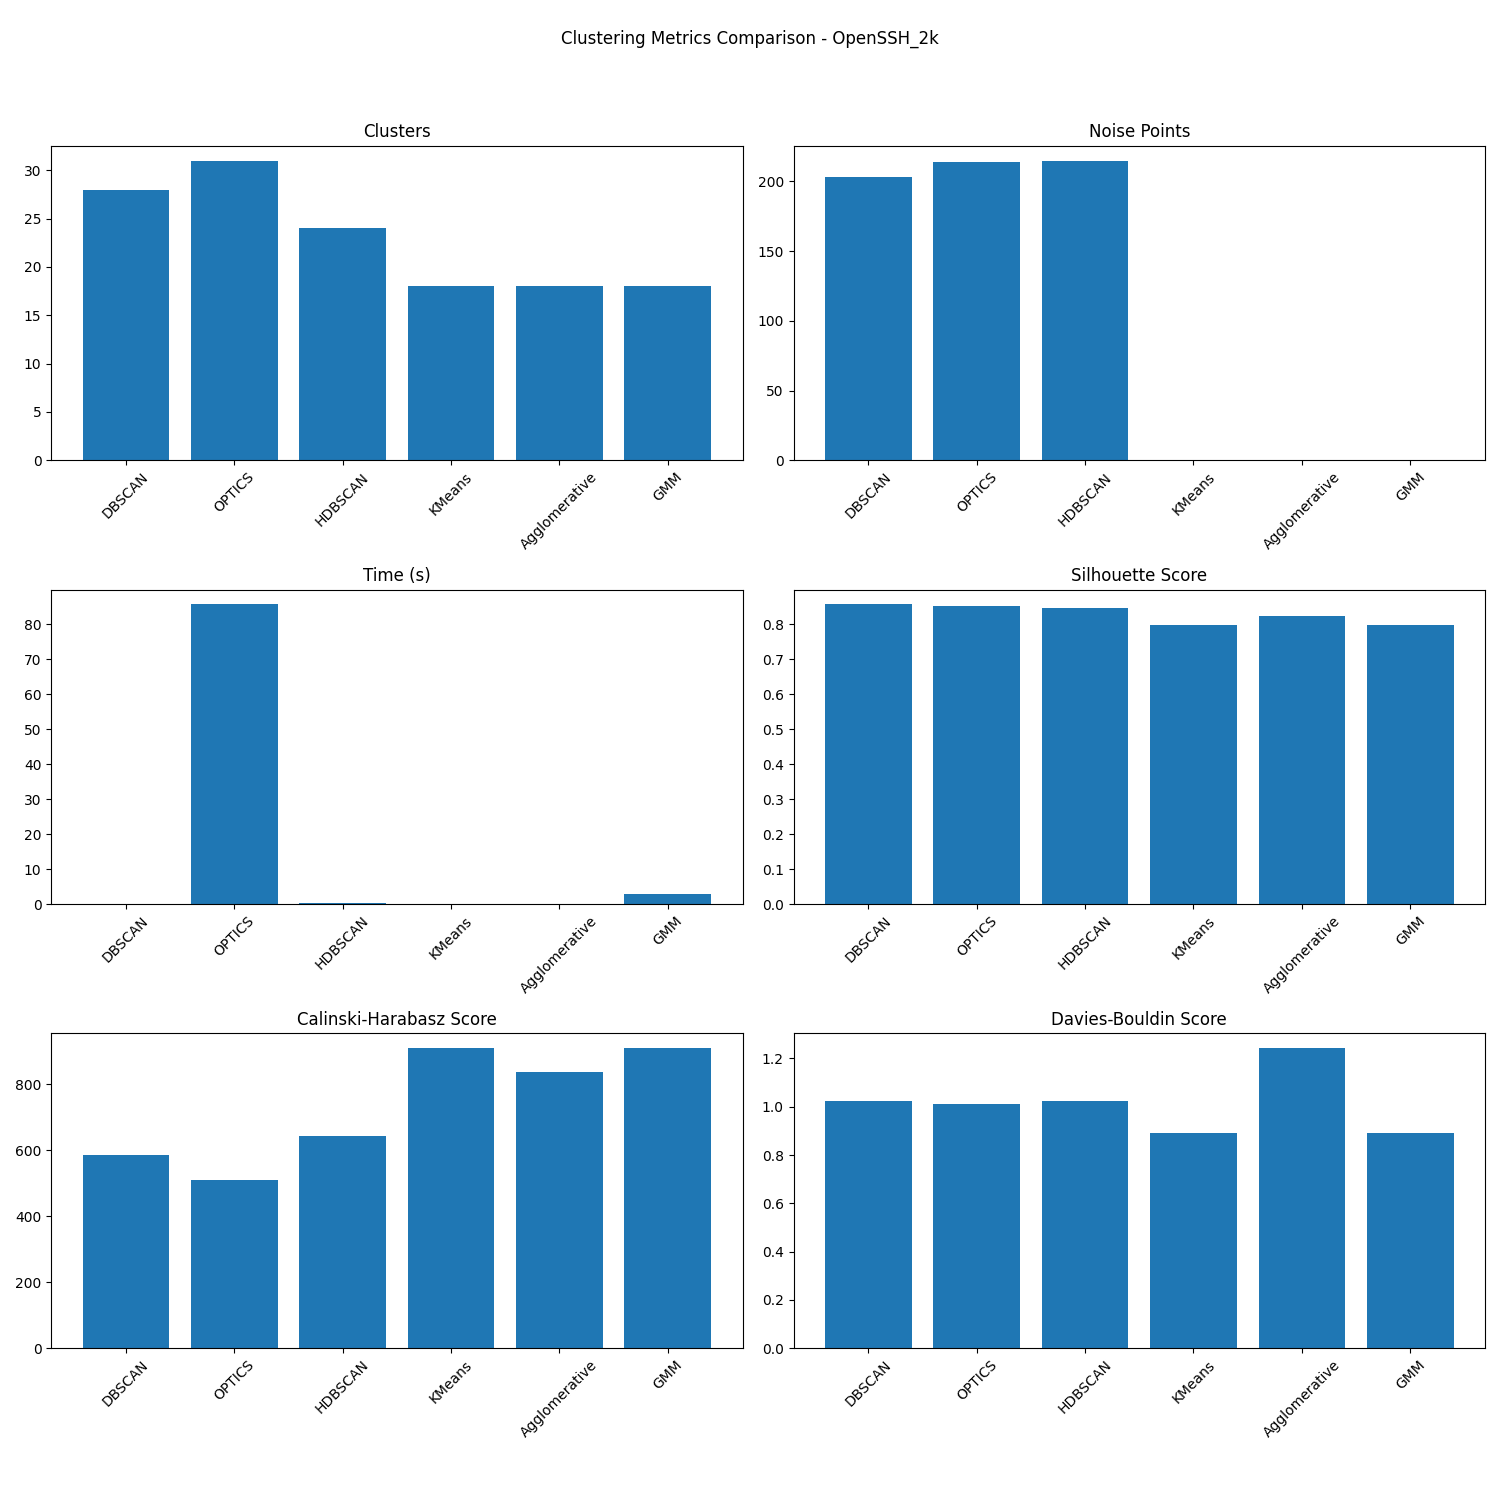 Clustering Metrics Comparison - OpenSSH_2k
Clusters
30
25
20
15
10
5
0
DBSCAN
OPTICS
HDBSCAN
KMeans
Agglomerative
GMM
Noise Points
200
150
100
50
0
DBSCAN
OPTICS
HDBSCAN
KMeans
Agglomerative
GMM
Time (s)
80
70
60
50
40
30
20
10
0
DBSCAN
OPTICS
HDBSCAN
KMeans
Agglomerative
GMM
Silhouette Score
0.8
0.7
0.6
0.5
0.4
0.3
0.2
0.1
0.0
DBSCAN
OPTICS
HDBSCAN
KMeans
Agglomerative
GMM
Calinski-Harabasz Score
800
600
400
200
0
DBSCAN
OPTICS
HDBSCAN
KMeans
Agglomerative
GMM
Davies-Bouldin Score
1.2
1.0
0.8
0.6
0.4
0.2
0.0
DBSCAN
OPTICS
HDBSCAN
KMeans
Agglomerative
GMM